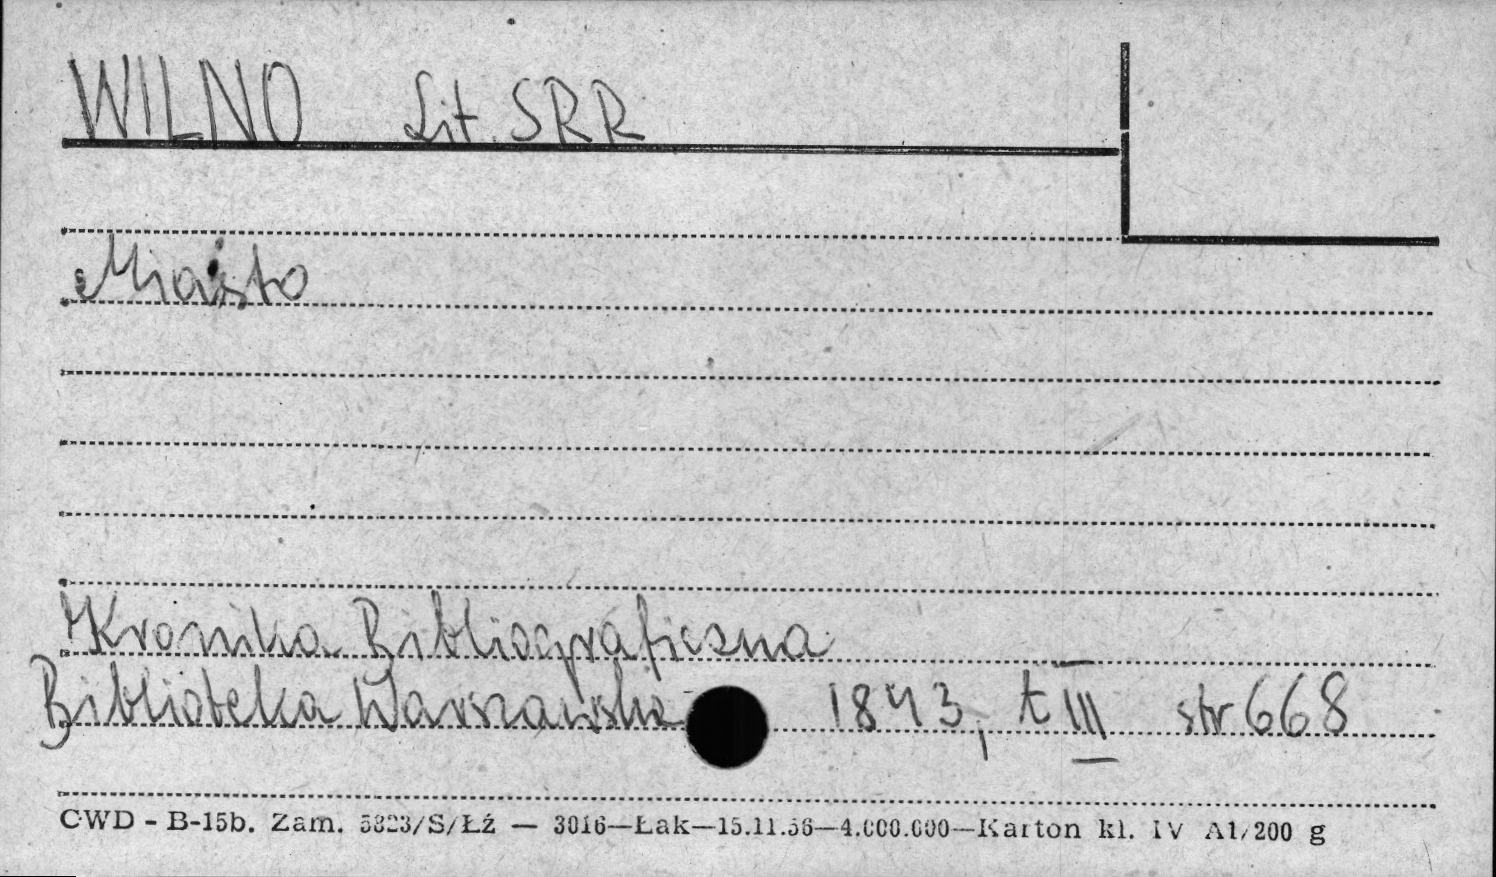 WILNO Lit. SRR
Miasto
Kronika Bibliograficzna
Biblioteka Warszawska 1843, t III str 668
CWD - B-15b. Zam. 5823/S/Łź — 3016—Łak—15.11.56—4.000.000—Karton kl. IV A1/200 g